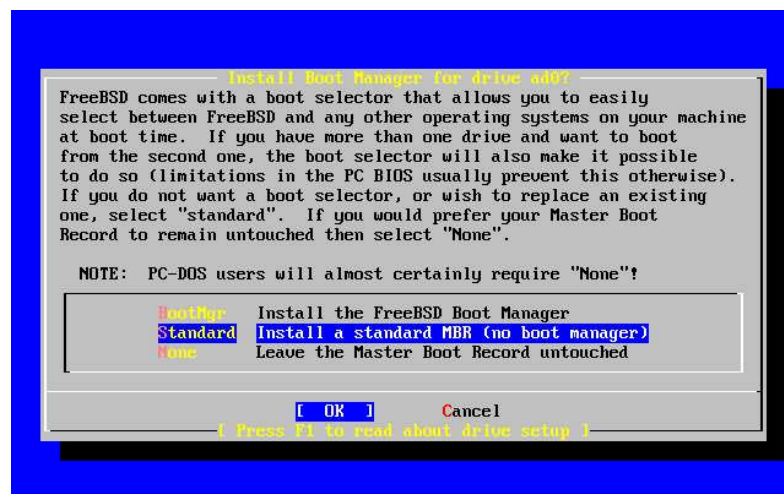 Install Boot Manager for drive ad0?
FreeBSD comes with a boot selector that allows you to easily
select between FreeBSD and any other operating systems on your machine
at boot time.  If you have more than one drive and want to boot
from the second one, the boot selector will also make it possible
to do so (limitations in the PC BIOS usually prevent this otherwise).
If you do not want a boot selector, or wish to replace an existing
one, select "standard".  If you would prefer your Master Boot
Record to remain untouched then select "None".
NOTE:  PC-DOS users will almost certainly require "None"!
BootMgr   Install the FreeBSD Boot Manager
Standard  Install a standard MBR (no boot manager)
None      Leave the Master Boot Record untouched
[  OK  ]     Cancel
[ Press F1 to read about drive setup ]